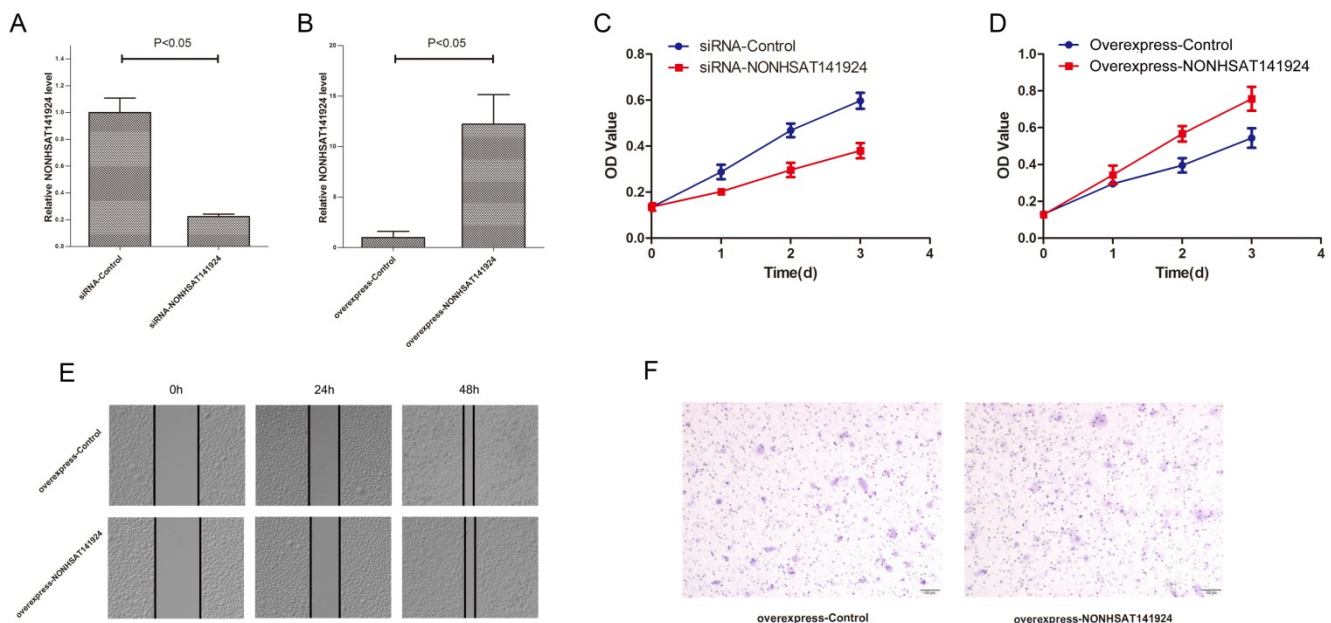 A
P<0.05
Relative NONHSAT141924 level
1.4
1.2
1.0
0.8
0.6
0.4
0.2
0.0
siRNA-Control
siRNA-NONHSAT141924
B
P<0.05
Relative NONHSAT141924 level
20
15
10
5
0
overexpress-Control
overexpress-NONHSAT141924
C
siRNA-Control
siRNA-NONHSAT141924
OD Value
0.8
0.6
0.4
0.2
0.0
0 1 2 3 4
Time(d)
D
Overexpress-Control
Overexpress-NONHSAT141924
OD Value
1.0
0.8
0.6
0.4
0.2
0.0
0 1 2 3 4
Time(d)
E
0h 24h 48h
overexpress-Control
overexpress-NONHSAT141924
F
overexpress-Control
overexpress-NONHSAT141924